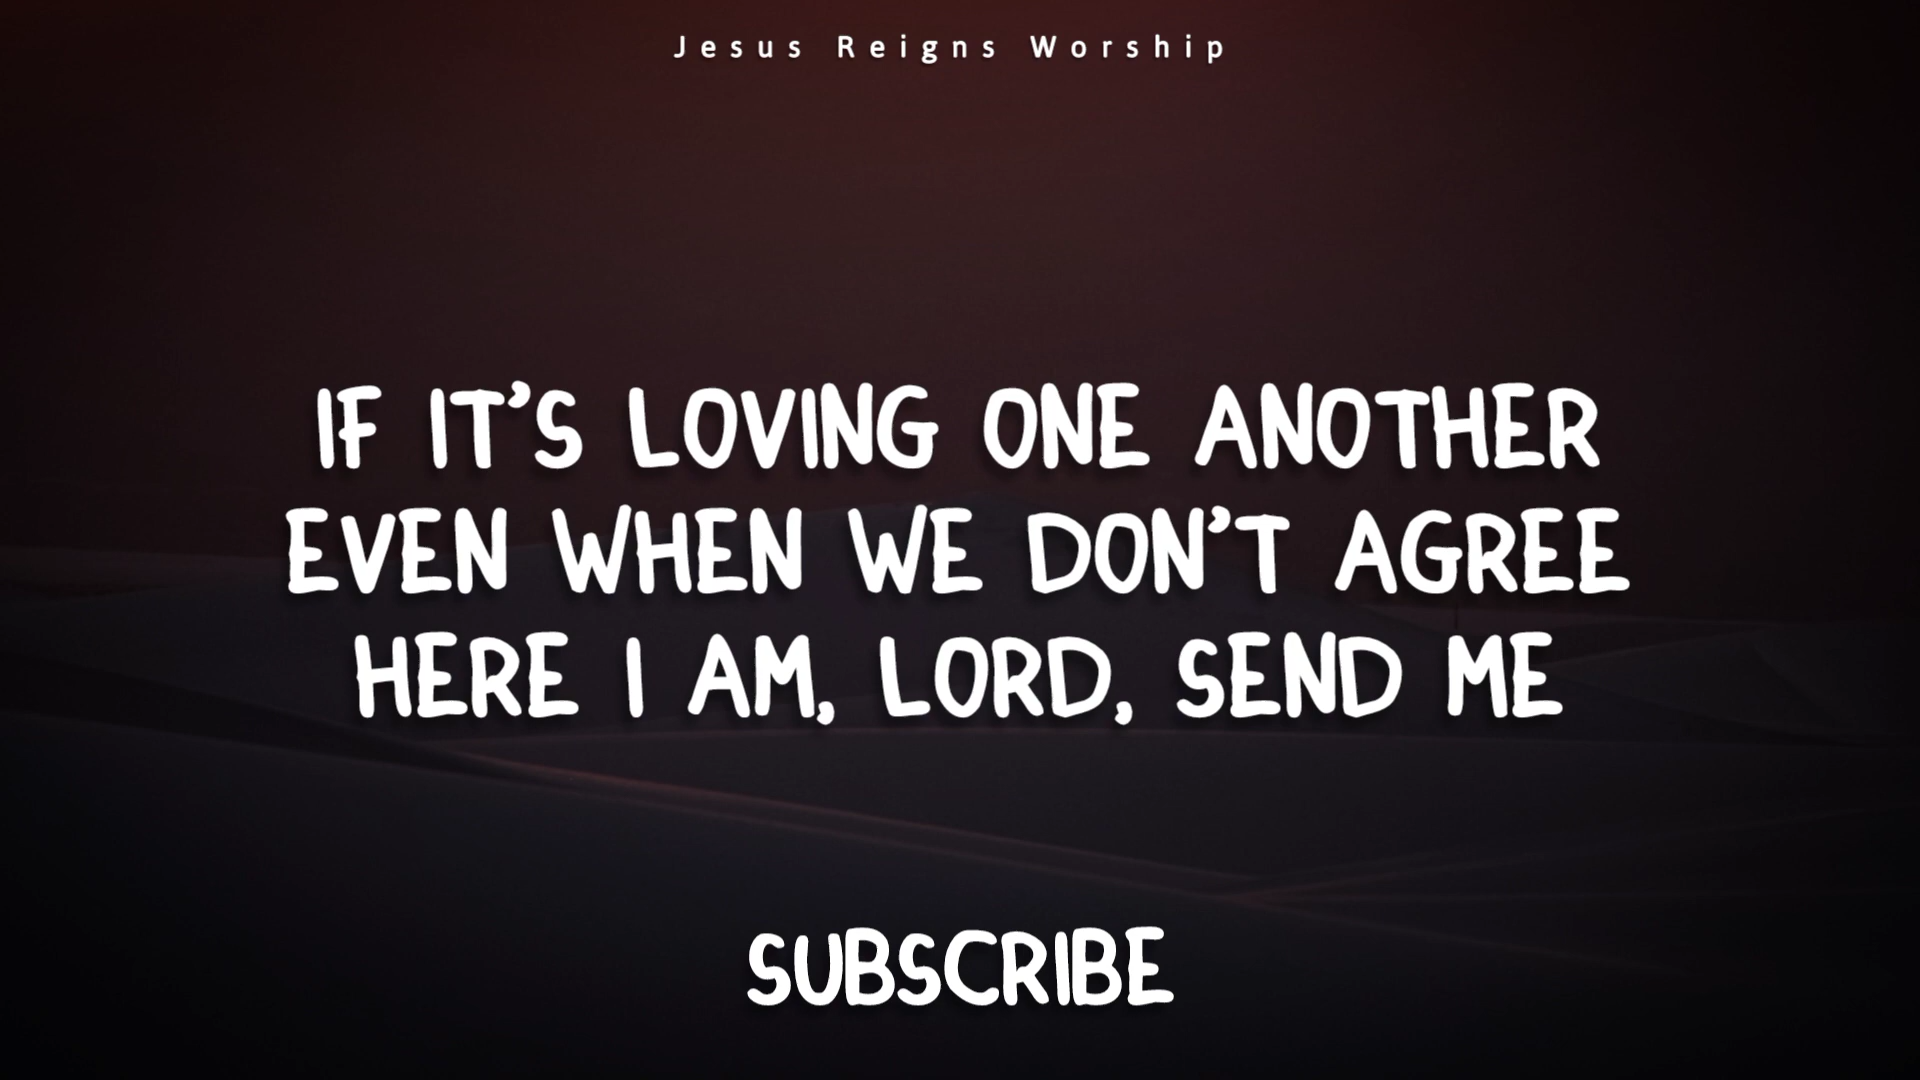 Jesus Reigns Worship
IF IT’S LOVING ONE ANOTHER
EVEN WHEN WE DON’T AGREE
HERE I AM, LORD, SEND ME
SUBSCRIBE